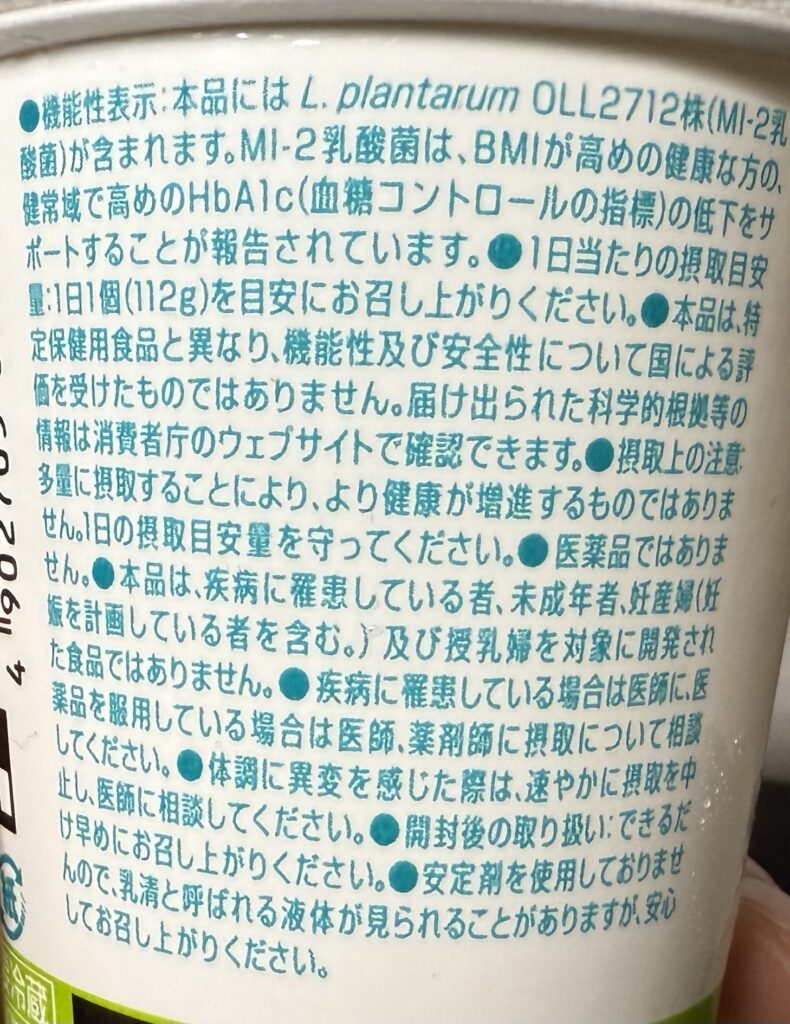 ●機能性表示:本品にはL. plantarum OLL2712株(MI-2乳
酸菌)が含まれます。MI-2乳酸菌は、BMIが高めの健康な方の、
健常域で高めのHbA1c(血糖コントロールの指標)の低下をサ
ポートすることが報告されています。●1日当たりの摂取目安
量:1日1個(112g)を目安にお召し上がりください。●本品は、特
定保健用食品と異なり、機能性及び安全性について国による評
価を受けたものではありません。届け出られた科学的根拠等の
情報は消費者庁のウェブサイトで確認できます。●摂取上の注意:
多量に摂取することにより、より健康が増進するものではありま
せん。1日の摂取目安量を守ってください。●医薬品ではありま
せん。●本品は、疾病に罹患している者、未成年者、妊産婦(妊
娠を計画している者を含む。)及び授乳婦を対象に開発され
た食品ではありません。●疾病に罹患している場合は医師に、医
薬品を服用している場合は医師、薬剤師に摂取について相談
してください。●体調に異変を感じた際は、速やかに摂取を中
止し、医師に相談してください。●開封後の取り扱い:できるだ
け早めにお召し上がりください。●安定剤を使用しておりませ
んので、乳清と呼ばれる液体が見られることがありますが、安心
してお召し上がりください。
紙
冷蔵